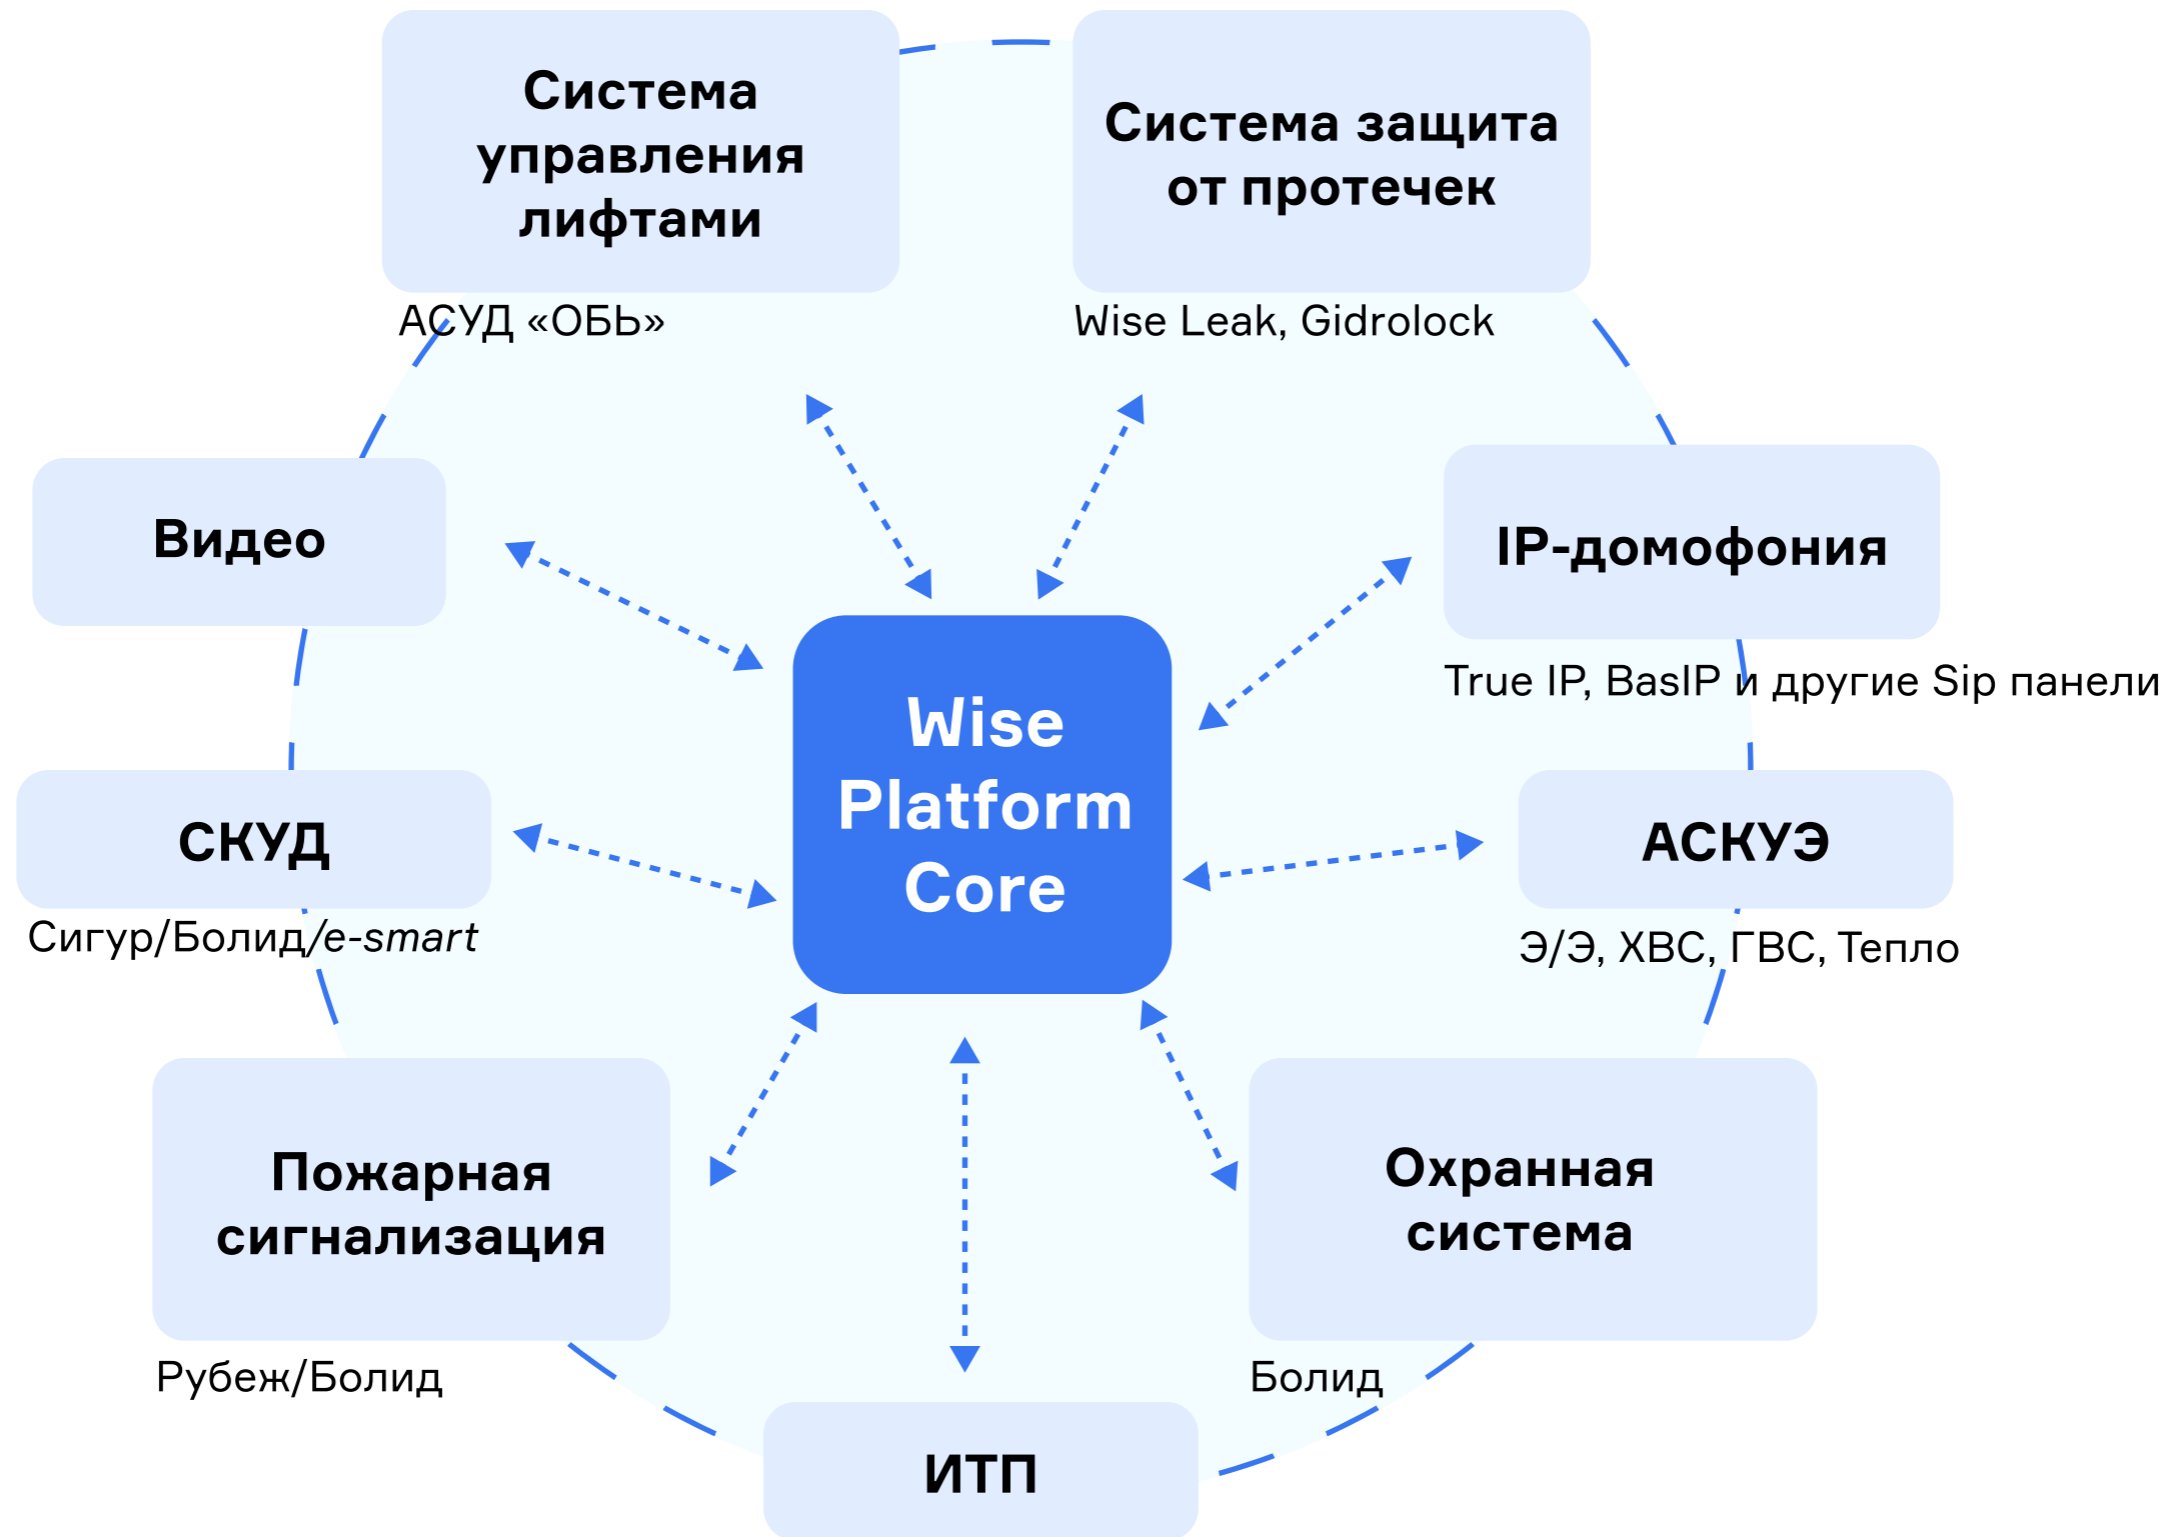 Система
управления
лифтами
АСУД «ОБЬ»
Система защита
от протечек
Wise Leak, Gidrolock
Видео
IP-домофония
True IP, BasIP и другие Sip панели
Wise
Platform
Core
СКУД
Сигур/Болид/e-smart
АСКУЭ
Э/Э, ХВС, ГВС, Тепло
Пожарная
сигнализация
Рубеж/Болид
Охранная
система
Болид
ИТП